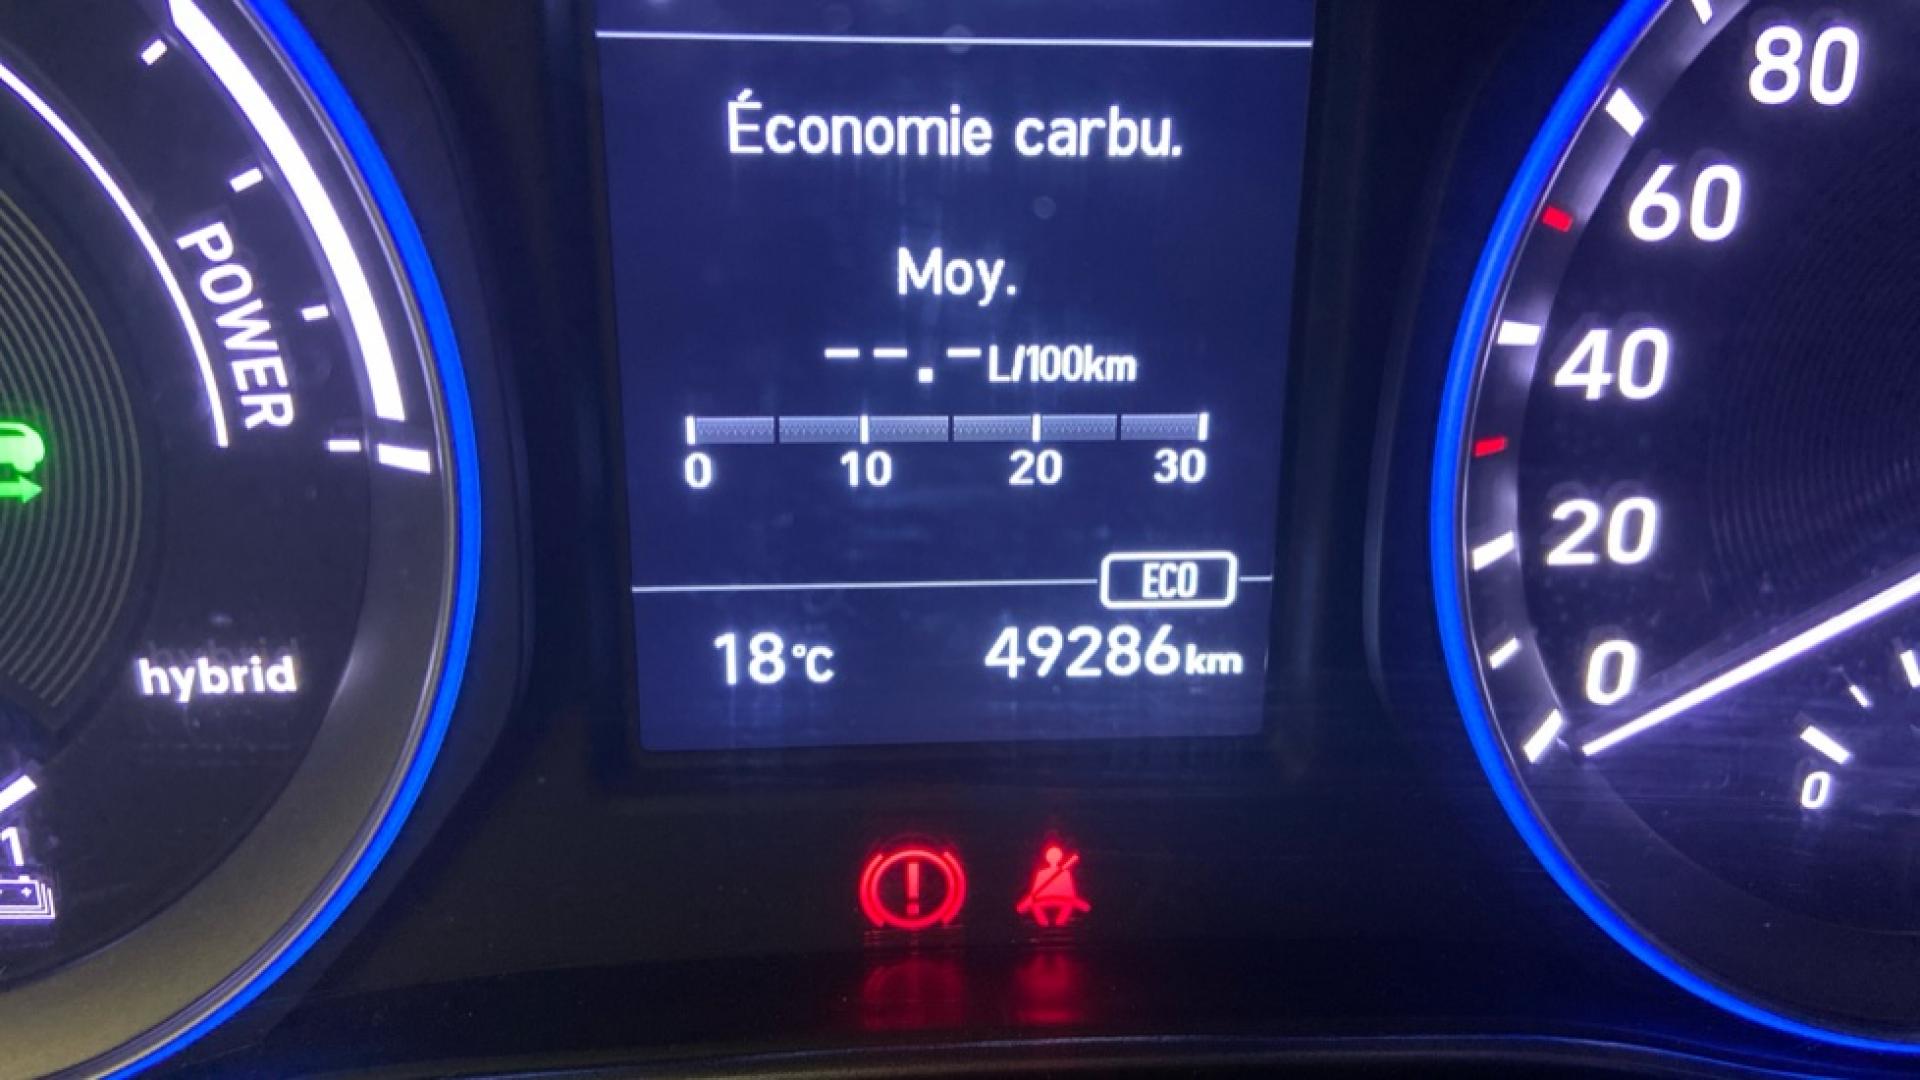 Économie carbu.
Moy.
--.-L/100km
0 10 20 30
ECO
18°C 49286km
POWER
hybrid
1
80
60
40
20
0
0